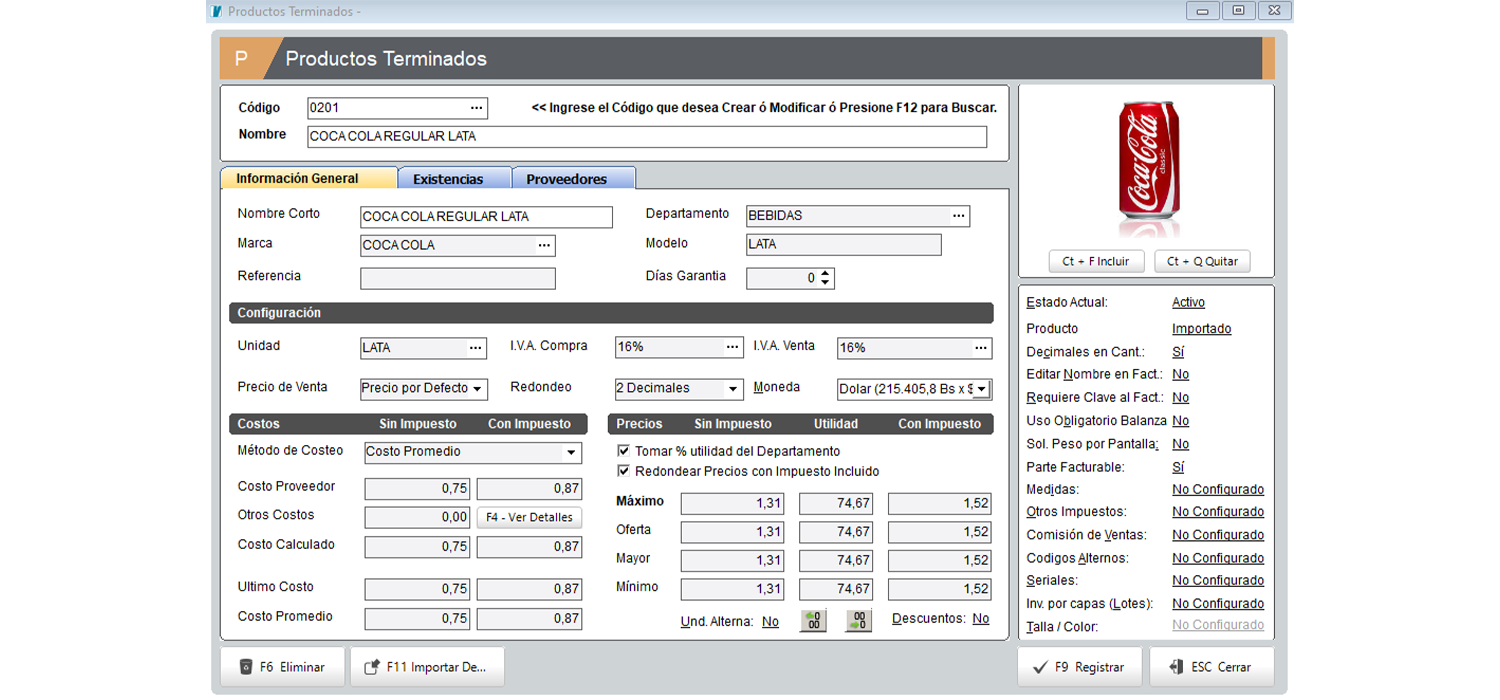 Productos Terminados -
P Productos Terminados
Código 0201 ... << Ingrese el Código que desea Crear ó Modificar ó Presione F12 para Buscar.
Nombre COCA COLA REGULAR LATA
Coca-Cola classic
Ct + F Incluir Ct + Q Quitar
Información General Existencias Proveedores
Nombre Corto COCA COLA REGULAR LATA Departamento BEBIDAS ...
Marca COCA COLA ... Modelo LATA
Referencia Días Garantia 0
Configuración
Unidad LATA ... I.V.A. Compra 16% ... I.V.A. Venta 16% ...
Precio de Venta Precio por Defecto Redondeo 2 Decimales Moneda Dolar (215.405,8 Bs x $
Costos Sin Impuesto Con Impuesto
Método de Costeo Costo Promedio
Costo Proveedor 0,75 0,87
Otros Costos 0,00 F4 - Ver Detalles
Costo Calculado 0,75 0,87
Ultimo Costo 0,75 0,87
Costo Promedio 0,75 0,87
Precios Sin Impuesto Utilidad Con Impuesto
Tomar % utilidad del Departamento
Redondear Precios con Impuesto Incluido
Máximo 1,31 74,67 1,52
Oferta 1,31 74,67 1,52
Mayor 1,31 74,67 1,52
Mínimo 1,31 74,67 1,52
Und. Alterna: No 0 00 00 0 Descuentos: No
Estado Actual: Activo
Producto Importado
Decimales en Cant.: Sí
Editar Nombre en Fact.: No
Requiere Clave al Fact.: No
Uso Obligatorio Balanza No
Sol. Peso por Pantalla: No
Parte Facturable: Sí
Medidas: No Configurado
Otros Impuestos: No Configurado
Comisión de Ventas: No Configurado
Codigos Alternos: No Configurado
Seriales: No Configurado
Inv. por capas (Lotes): No Configurado
Talla / Color: No Configurado
F6 Eliminar F11 Importar De... F9 Registrar ESC Cerrar